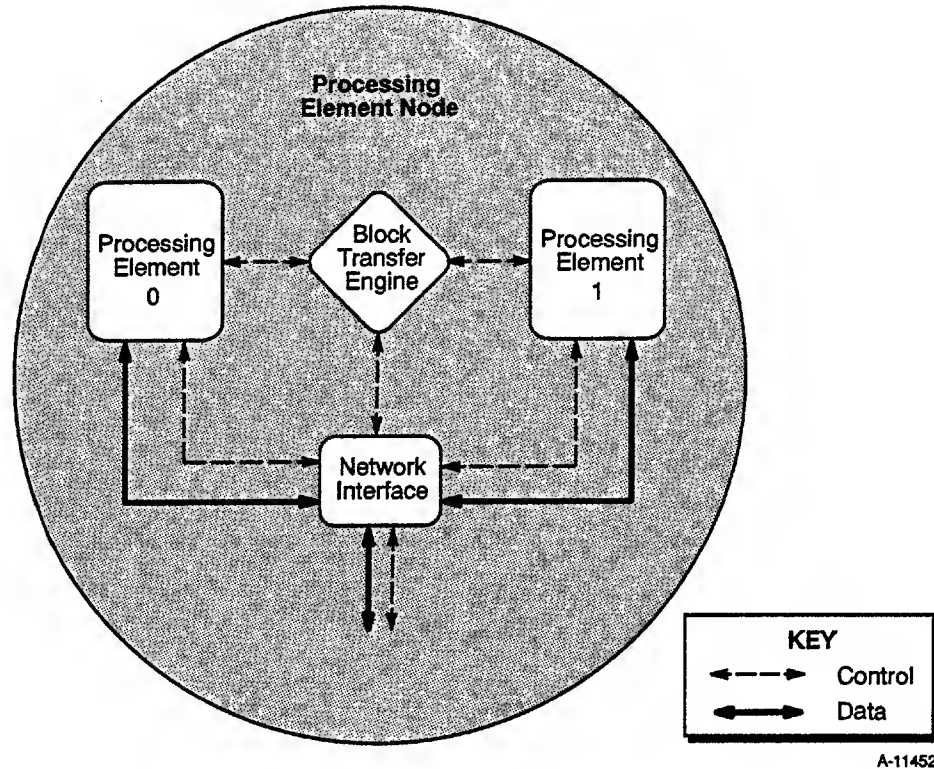 Processing
Element Node
Processing
Element
0
Block
Transfer
Engine
Processing
Element
1
Network
Interface
KEY
Control
Data
A-11452